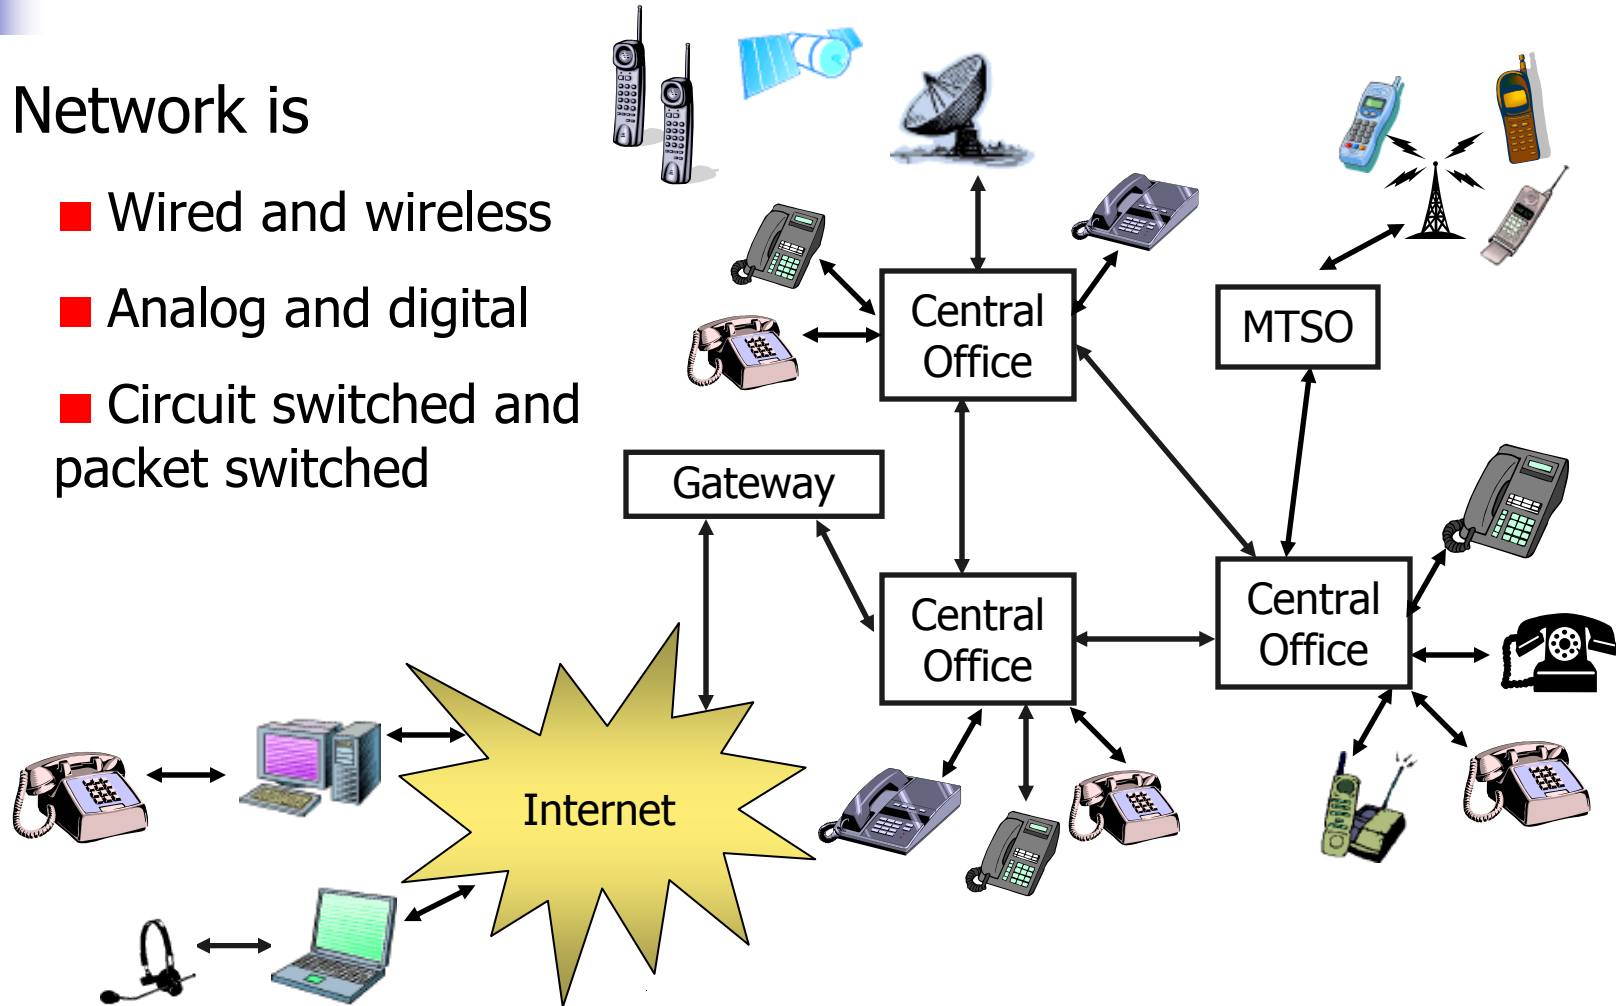 Network is
Wired and wireless
Analog and digital
Circuit switched and
packet switched
Central
Office
MTSO
Gateway
Central
Office
Central
Office
Internet